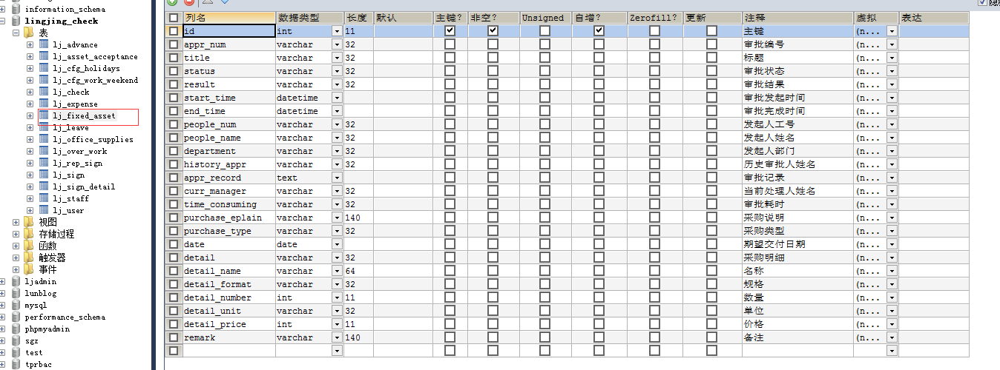 information_schema
lingjing_check
表
lj_advance
lj_asset_acceptance
lj_cfg_holidays
lj_cfg_work_weekend
lj_check
lj_expense
lj_fixed_asset
lj_leave
lj_office_supplies
lj_over_work
lj_rep_sign
lj_sign
lj_sign_detail
lj_staff
lj_user
视图
存储过程
函数
触发器
事件
ljadmin
lunblog
mysql
performance_schema
phpmyadmin
sgz
test
tprbac
列名 数据类型 长度 默认 主键? 非空? Unsigned 自增? Zerofill? 更新 注释 虚拟 表达
id int 11 主键 (n...
appr_num varchar 32 审批编号 (n...
title varchar 32 标题 (n...
status varchar 32 审批状态 (n...
result varchar 32 审批结果 (n...
start_time datetime 审批发起时间 (n...
end_time datetime 审批完成时间 (n...
people_num varchar 32 发起人工号 (n...
people_name varchar 32 发起人姓名 (n...
department varchar 32 发起人部门 (n...
history_appr varchar 32 历史审批人姓名 (n...
appr_record text 审批记录 (n...
curr_manager varchar 32 当前处理人姓名 (n...
time_consuming varchar 32 审批耗时 (n...
purchase_eplain varchar 140 采购说明 (n...
purchase_type varchar 32 采购类型 (n...
date date 期望交付日期 (n...
detail varchar 32 采购明细 (n...
detail_name varchar 64 名称 (n...
detail_format varchar 32 规格 (n...
detail_number int 11 数量 (n...
detail_unit varchar 32 单位 (n...
detail_price int 11 价格 (n...
remark varchar 140 备注 (n...